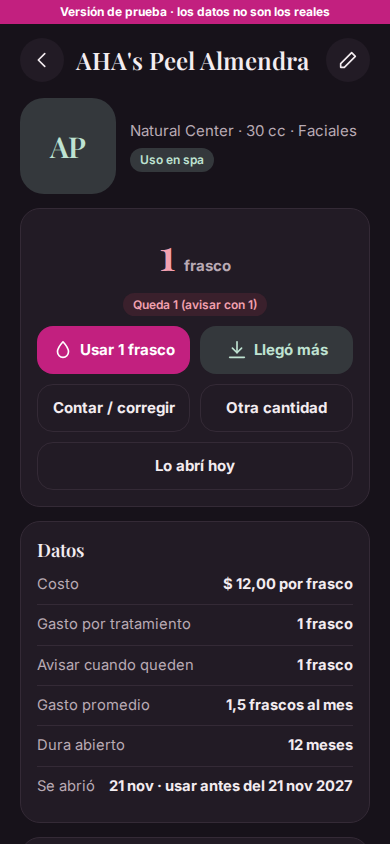 Versión de prueba · los datos no son los reales
AHA's Peel Almendra
AP
Natural Center · 30 cc · Faciales
Uso en spa
1 frasco
Queda 1 (avisar con 1)
Usar 1 frasco
Llegó más
Contar / corregir
Otra cantidad
Lo abrí hoy
Datos
Costo $ 12,00 por frasco
Gasto por tratamiento 1 frasco
Avisar cuando queden 1 frasco
Gasto promedio 1,5 frascos al mes
Dura abierto 12 meses
Se abrió 21 nov · usar antes del 21 nov 2027